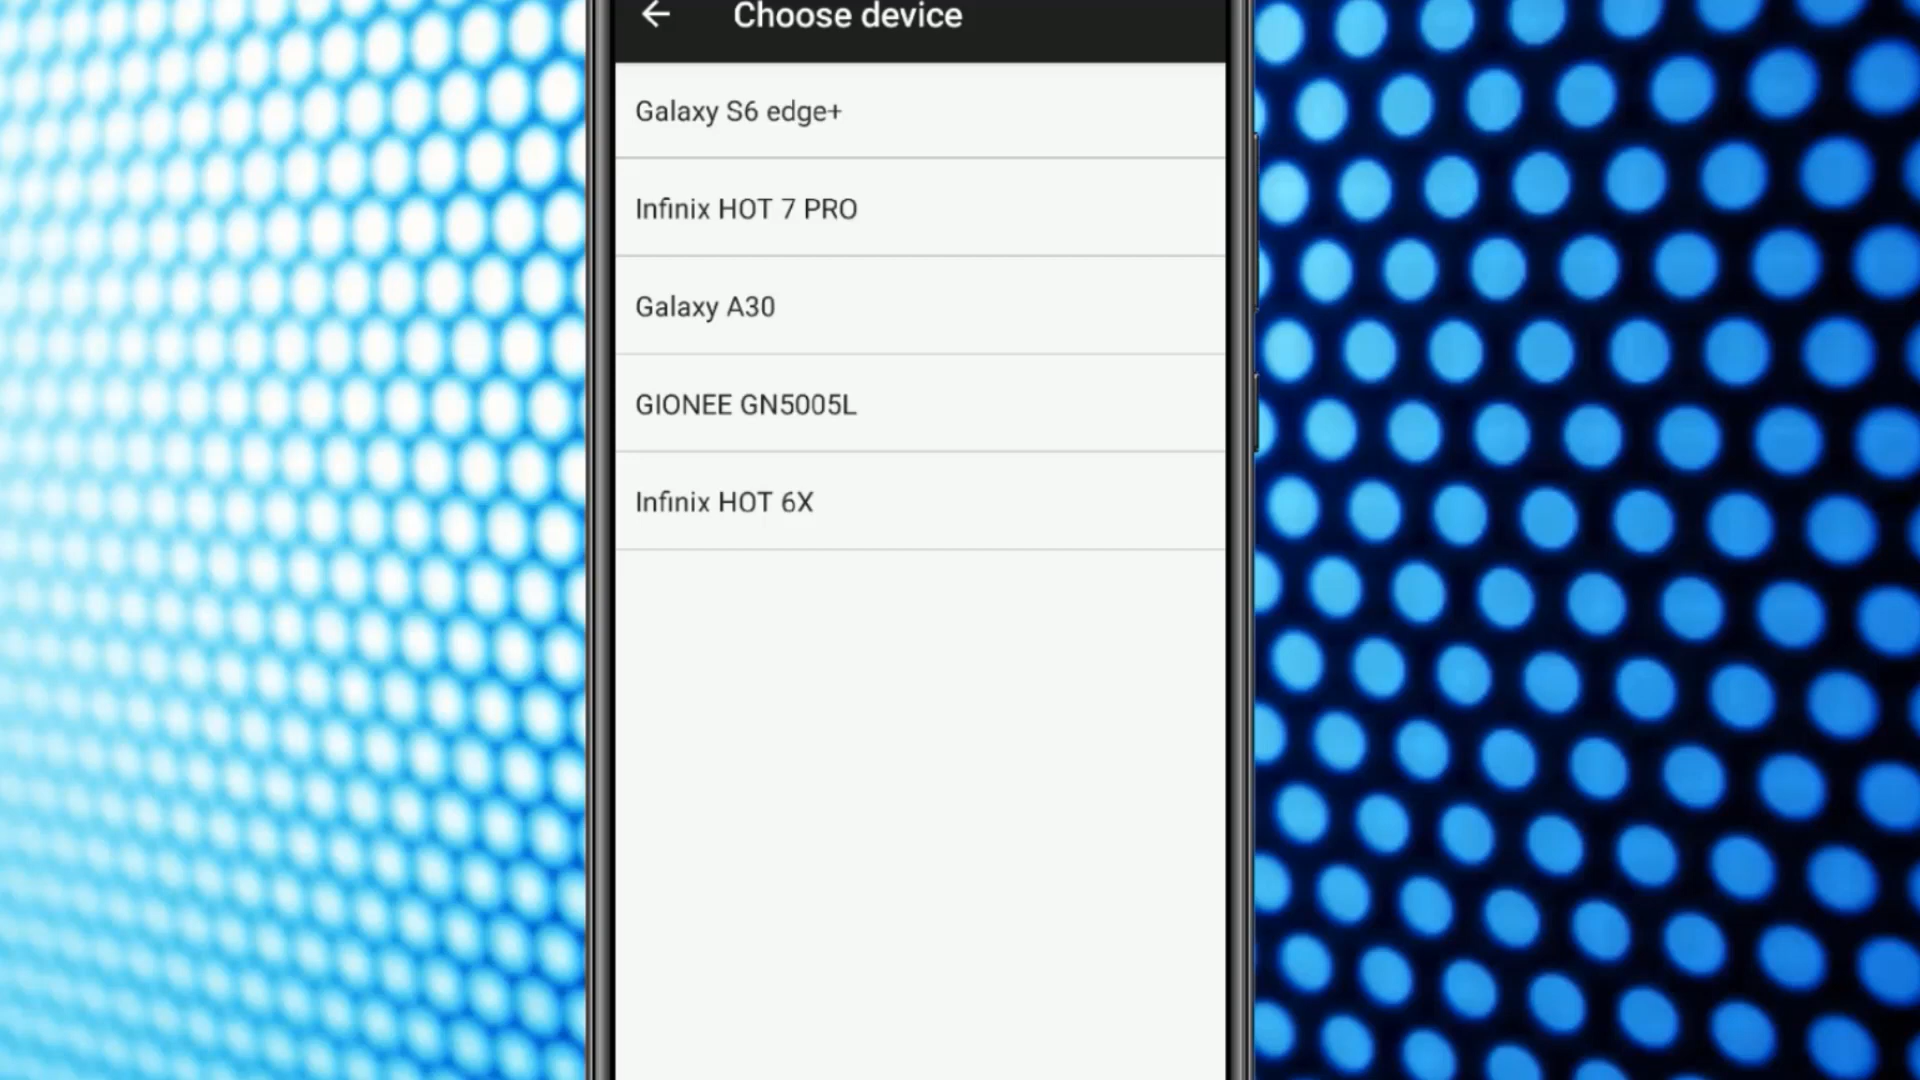 Choose device
Galaxy S6 edge+
Infinix HOT 7 PRO
Galaxy A30
GIONEE GN5005L
Infinix HOT 6X